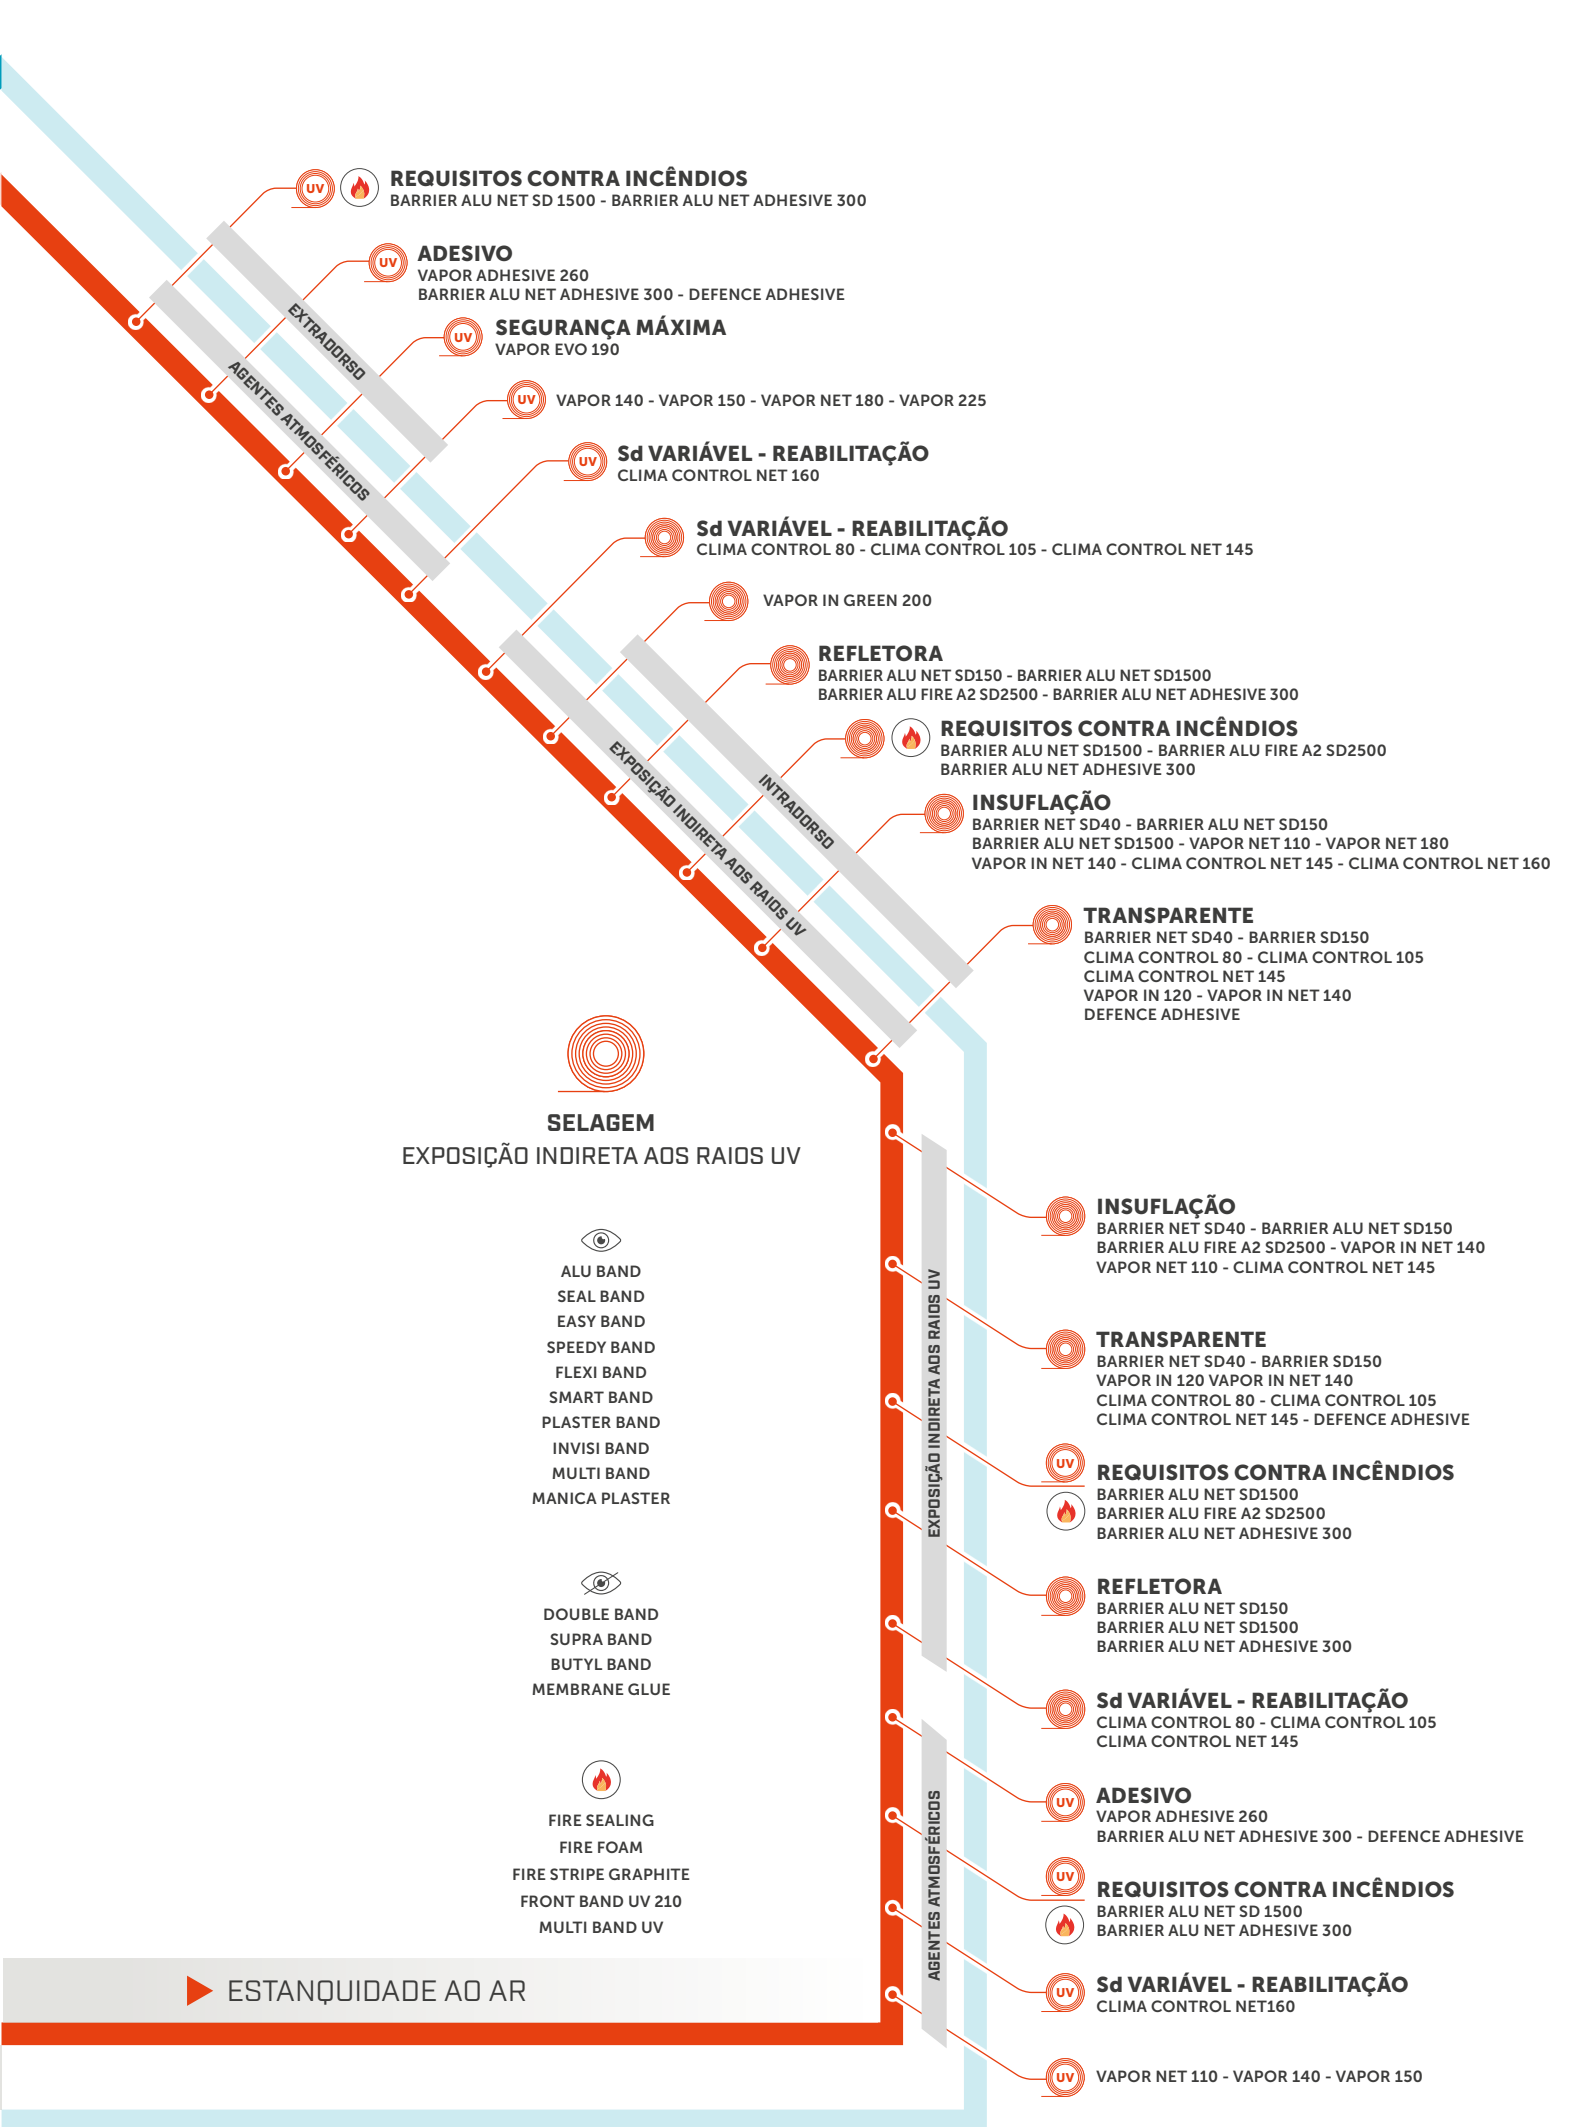 UV
REQUISITOS CONTRA INCÊNDIOS
BARRIER ALU NET SD 1500 - BARRIER ALU NET ADHESIVE 300
UV
ADESIVO
VAPOR ADHESIVE 260
BARRIER ALU NET ADHESIVE 300 - DEFENCE ADHESIVE
UV
SEGURANÇA MÁXIMA
VAPOR EVO 190
UV
VAPOR 140 - VAPOR 150 - VAPOR NET 180 - VAPOR 225
UV
Sd VARIÁVEL - REABILITAÇÃO
CLIMA CONTROL NET 160
EXTRADORSO
AGENTES ATMOSFÉRICOS
Sd VARIÁVEL - REABILITAÇÃO
CLIMA CONTROL 80 - CLIMA CONTROL 105 - CLIMA CONTROL NET 145
VAPOR IN GREEN 200
REFLETORA
BARRIER ALU NET SD150 - BARRIER ALU NET SD1500
BARRIER ALU FIRE A2 SD2500 - BARRIER ALU NET ADHESIVE 300
REQUISITOS CONTRA INCÊNDIOS
BARRIER ALU NET SD1500 - BARRIER ALU FIRE A2 SD2500
BARRIER ALU NET ADHESIVE 300
INSUFLAÇÃO
BARRIER NET SD40 - BARRIER ALU NET SD150
BARRIER ALU NET SD1500 - VAPOR NET 110 - VAPOR NET 180
VAPOR IN NET 140 - CLIMA CONTROL NET 145 - CLIMA CONTROL NET 160
TRANSPARENTE
BARRIER NET SD40 - BARRIER SD150
CLIMA CONTROL 80 - CLIMA CONTROL 105
CLIMA CONTROL NET 145
VAPOR IN 120 - VAPOR IN NET 140
DEFENCE ADHESIVE
INTRADORSO
EXPOSIÇÃO INDIRETA AOS RAIOS UV
SELAGEM
EXPOSIÇÃO INDIRETA AOS RAIOS UV
ALU BAND
SEAL BAND
EASY BAND
SPEEDY BAND
FLEXI BAND
SMART BAND
PLASTER BAND
INVISI BAND
MULTI BAND
MANICA PLASTER
DOUBLE BAND
SUPRA BAND
BUTYL BAND
MEMBRANE GLUE
FIRE SEALING
FIRE FOAM
FIRE STRIPE GRAPHITE
FRONT BAND UV 210
MULTI BAND UV
EXPOSIÇÃO INDIRETA AOS RAIOS UV
INSUFLAÇÃO
BARRIER NET SD40 - BARRIER ALU NET SD150
BARRIER ALU FIRE A2 SD2500 - VAPOR IN NET 140
VAPOR NET 110 - CLIMA CONTROL NET 145
TRANSPARENTE
BARRIER NET SD40 - BARRIER SD150
VAPOR IN 120 VAPOR IN NET 140
CLIMA CONTROL 80 - CLIMA CONTROL 105
CLIMA CONTROL NET 145 - DEFENCE ADHESIVE
UV
REQUISITOS CONTRA INCÊNDIOS
BARRIER ALU NET SD1500
BARRIER ALU FIRE A2 SD2500
BARRIER ALU NET ADHESIVE 300
REFLETORA
BARRIER ALU NET SD150
BARRIER ALU NET SD1500
BARRIER ALU NET ADHESIVE 300
Sd VARIÁVEL - REABILITAÇÃO
CLIMA CONTROL 80 - CLIMA CONTROL 105
CLIMA CONTROL NET 145
AGENTES ATMOSFÉRICOS
UV
ADESIVO
VAPOR ADHESIVE 260
BARRIER ALU NET ADHESIVE 300 - DEFENCE ADHESIVE
UV
REQUISITOS CONTRA INCÊNDIOS
BARRIER ALU NET SD 1500
BARRIER ALU NET ADHESIVE 300
UV
Sd VARIÁVEL - REABILITAÇÃO
CLIMA CONTROL NET160
UV
VAPOR NET 110 - VAPOR 140 - VAPOR 150
ESTANQUIDADE AO AR